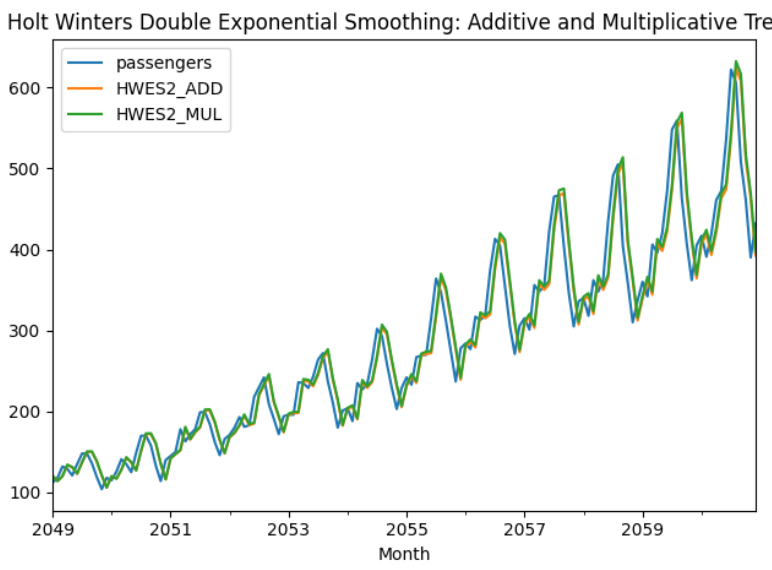 Holt Winters Double Exponential Smoothing: Additive and Multiplicative Tre
passengers
HWES2_ADD
HWES2_MUL
600
500
400
300
200
100
2049 2051 2053 2055 2057 2059
Month